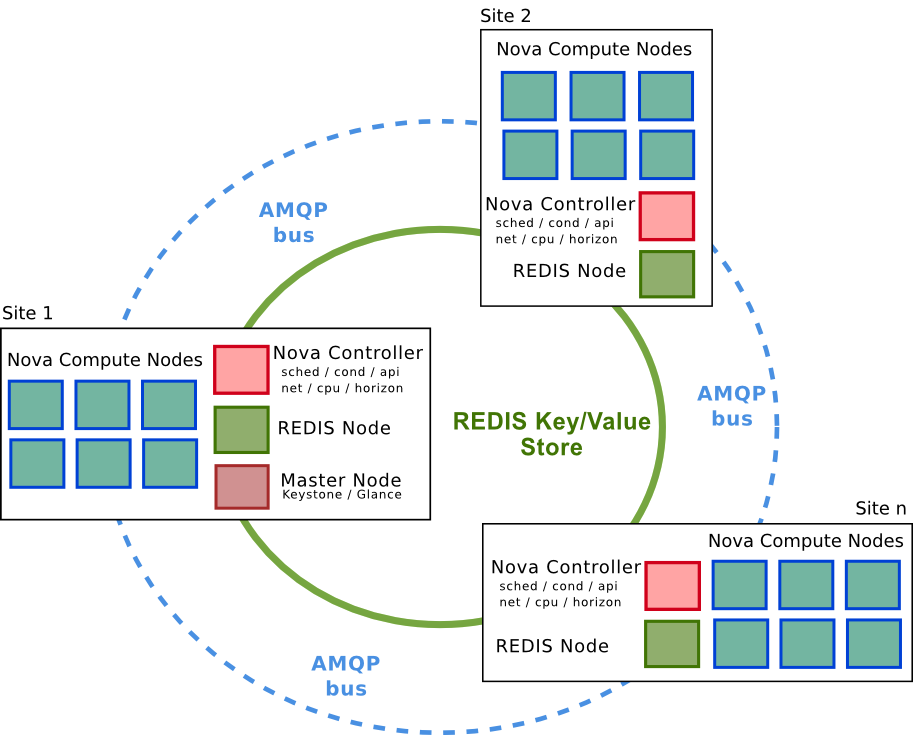 Site 2
Nova Compute Nodes
Nova Controller
sched / cond / api
net / cpu / horizon
REDIS Node
AMQP
bus
Site 1
Nova Compute Nodes
Nova Controller
sched / cond / api
net / cpu / horizon
REDIS Node
Master Node
Keystone / Glance
REDIS Key/Value
Store
AMQP
bus
Site n
Nova Compute Nodes
Nova Controller
sched / cond / api
net / cpu / horizon
REDIS Node
AMQP
bus